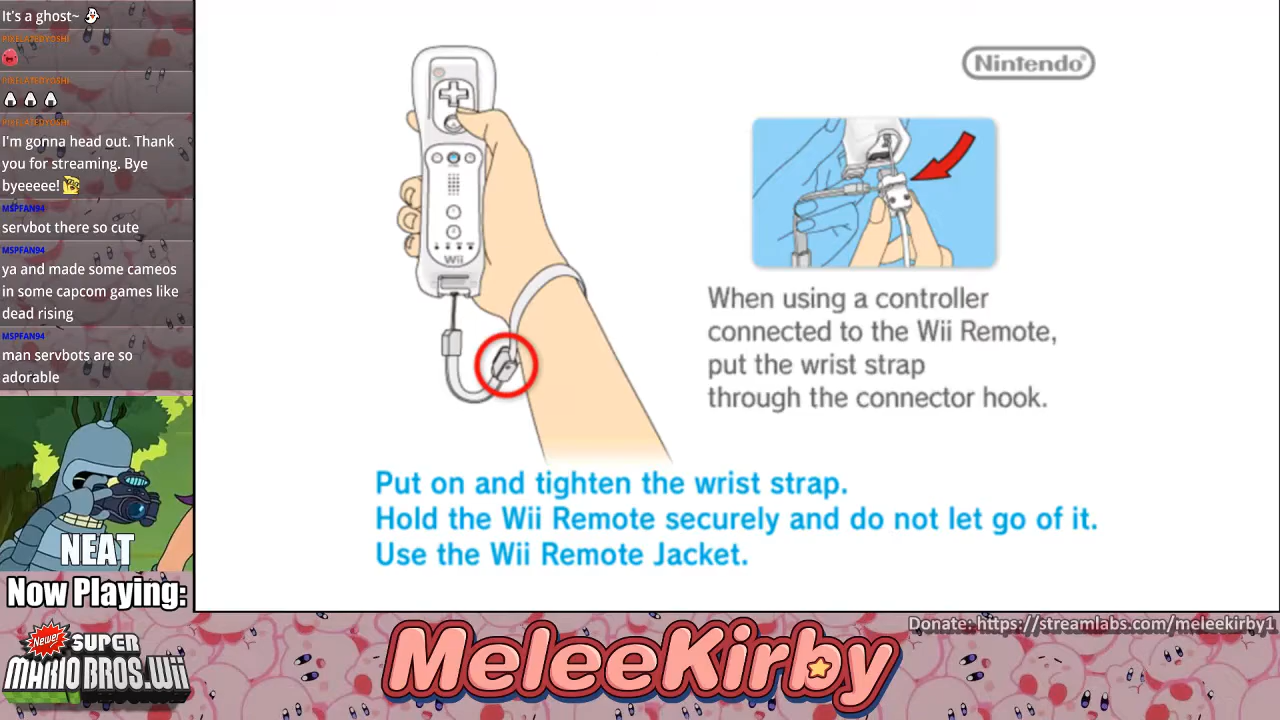 It's a ghost~
PIXELATEDYOSHI
PIXELATEDYOSHI
PIXELATEDYOSHI
I'm gonna head out. Thank
you for streaming. Bye
byeeeee!
MSPFAN94
servbot there so cute
MSPFAN94
ya and made some cameos
in some capcom games like
dead rising
MSPFAN94
man servbots are so
adorable
NEAT
Now Playing:
Newer
SUPER
MARIO BROS.Wii
Nintendo®
Wii
When using a controller
connected to the Wii Remote,
put the wrist strap
through the connector hook.
Put on and tighten the wrist strap.
Hold the Wii Remote securely and do not let go of it.
Use the Wii Remote Jacket.
MeleeKirby
Donate: https://streamlabs.com/meleekirby1